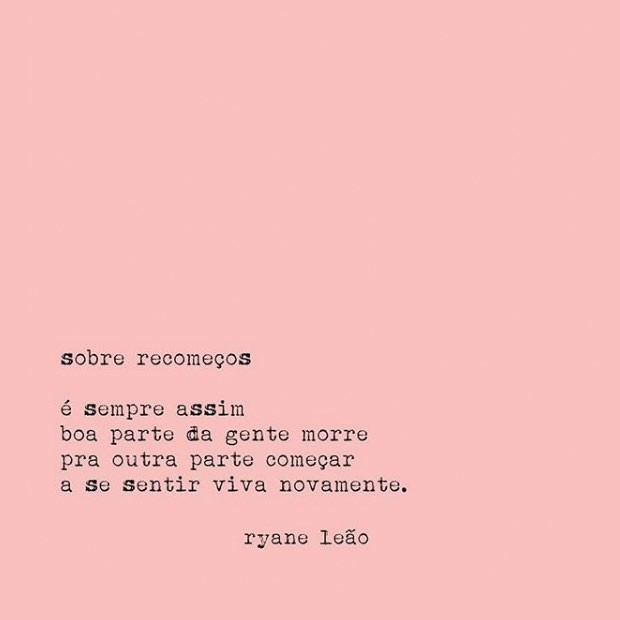 sobre recomeços
é sempre assim
boa parte da gente morre
pra outra parte começar
a se sentir viva novamente.
ryane leão